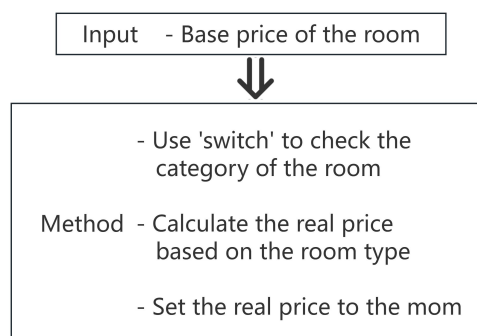 Input - Base price of the room
- Use 'switch' to check the
category of the room
Method - Calculate the real price
based on the room type
- Set the real price to the mom